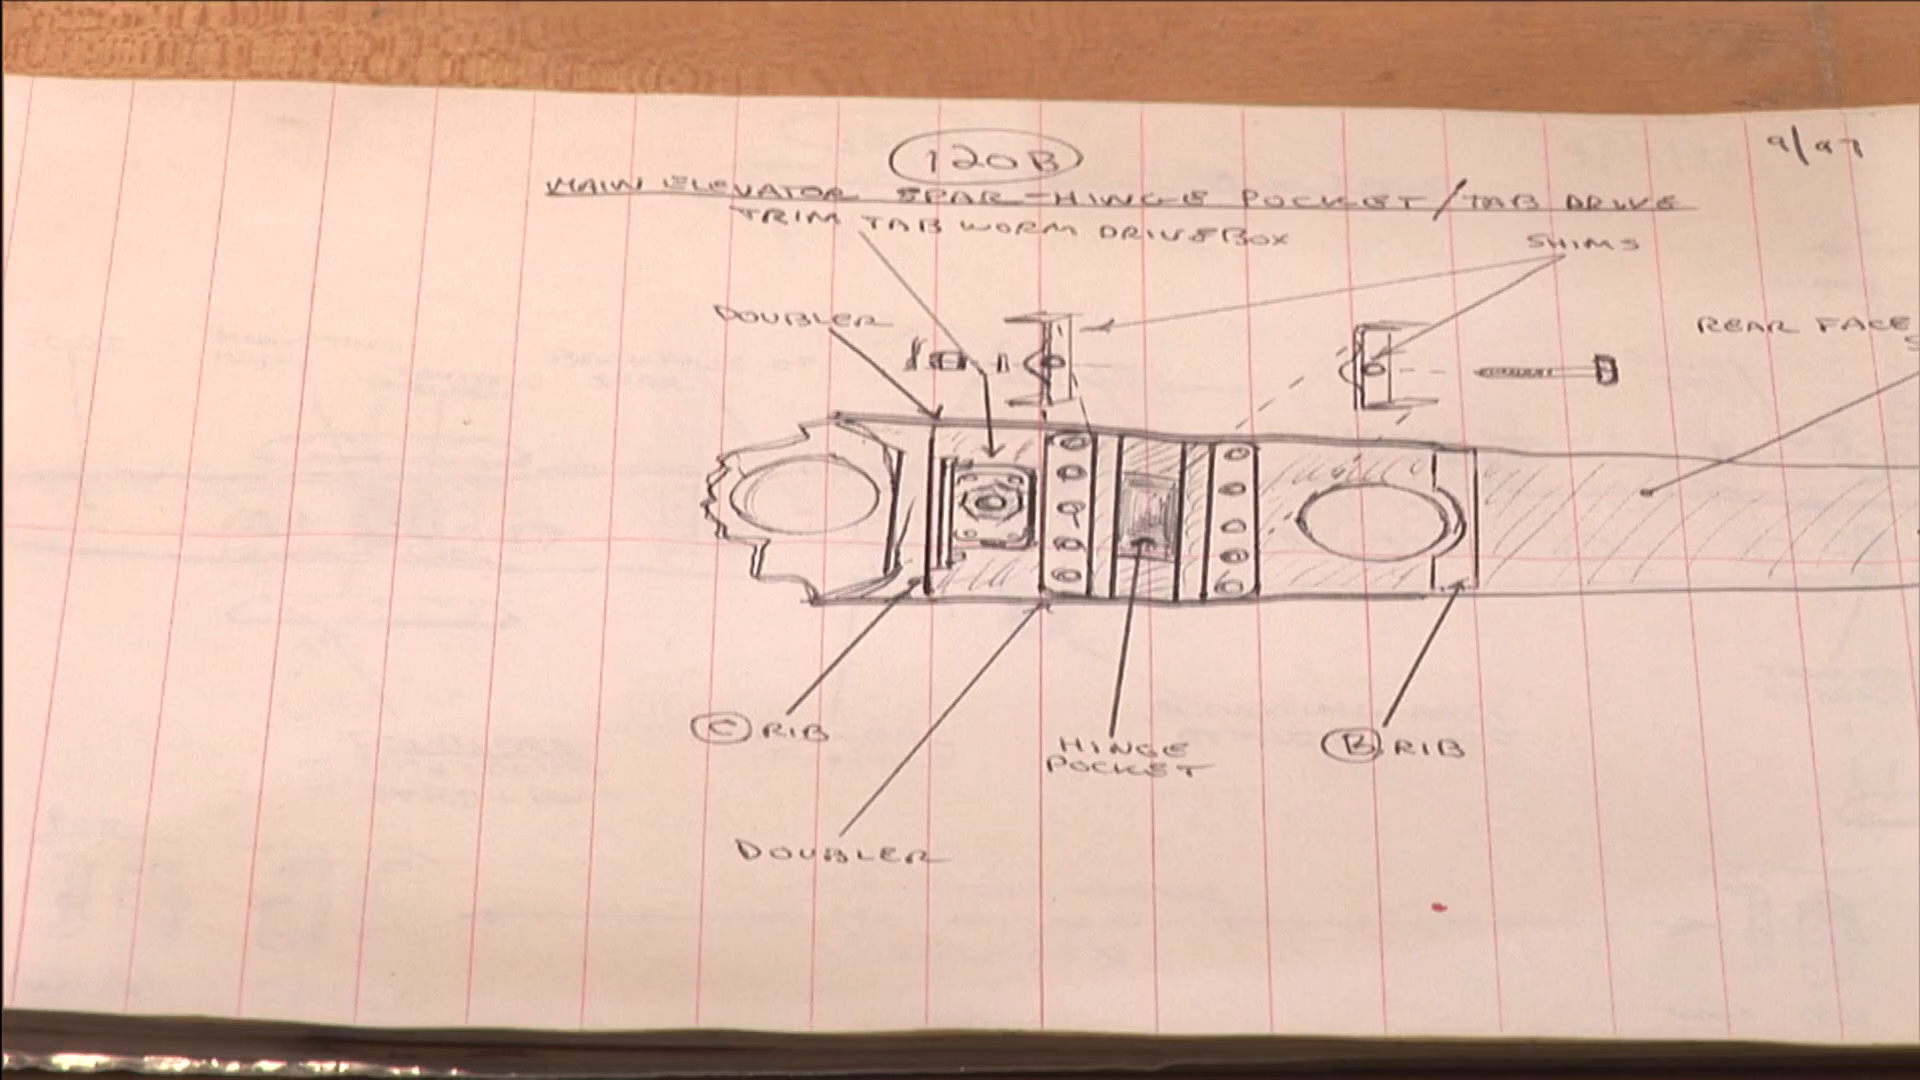 120B
9/97
MAIN ELEVATOR SPAR-HINGE POCKET/TAB DRIVE
TRIM TAB WORM DRIVE BOX
SHIMS
DOUBLER
REAR FACE
C RIB
HINGE
POCKET
B RIB
DOUBLER